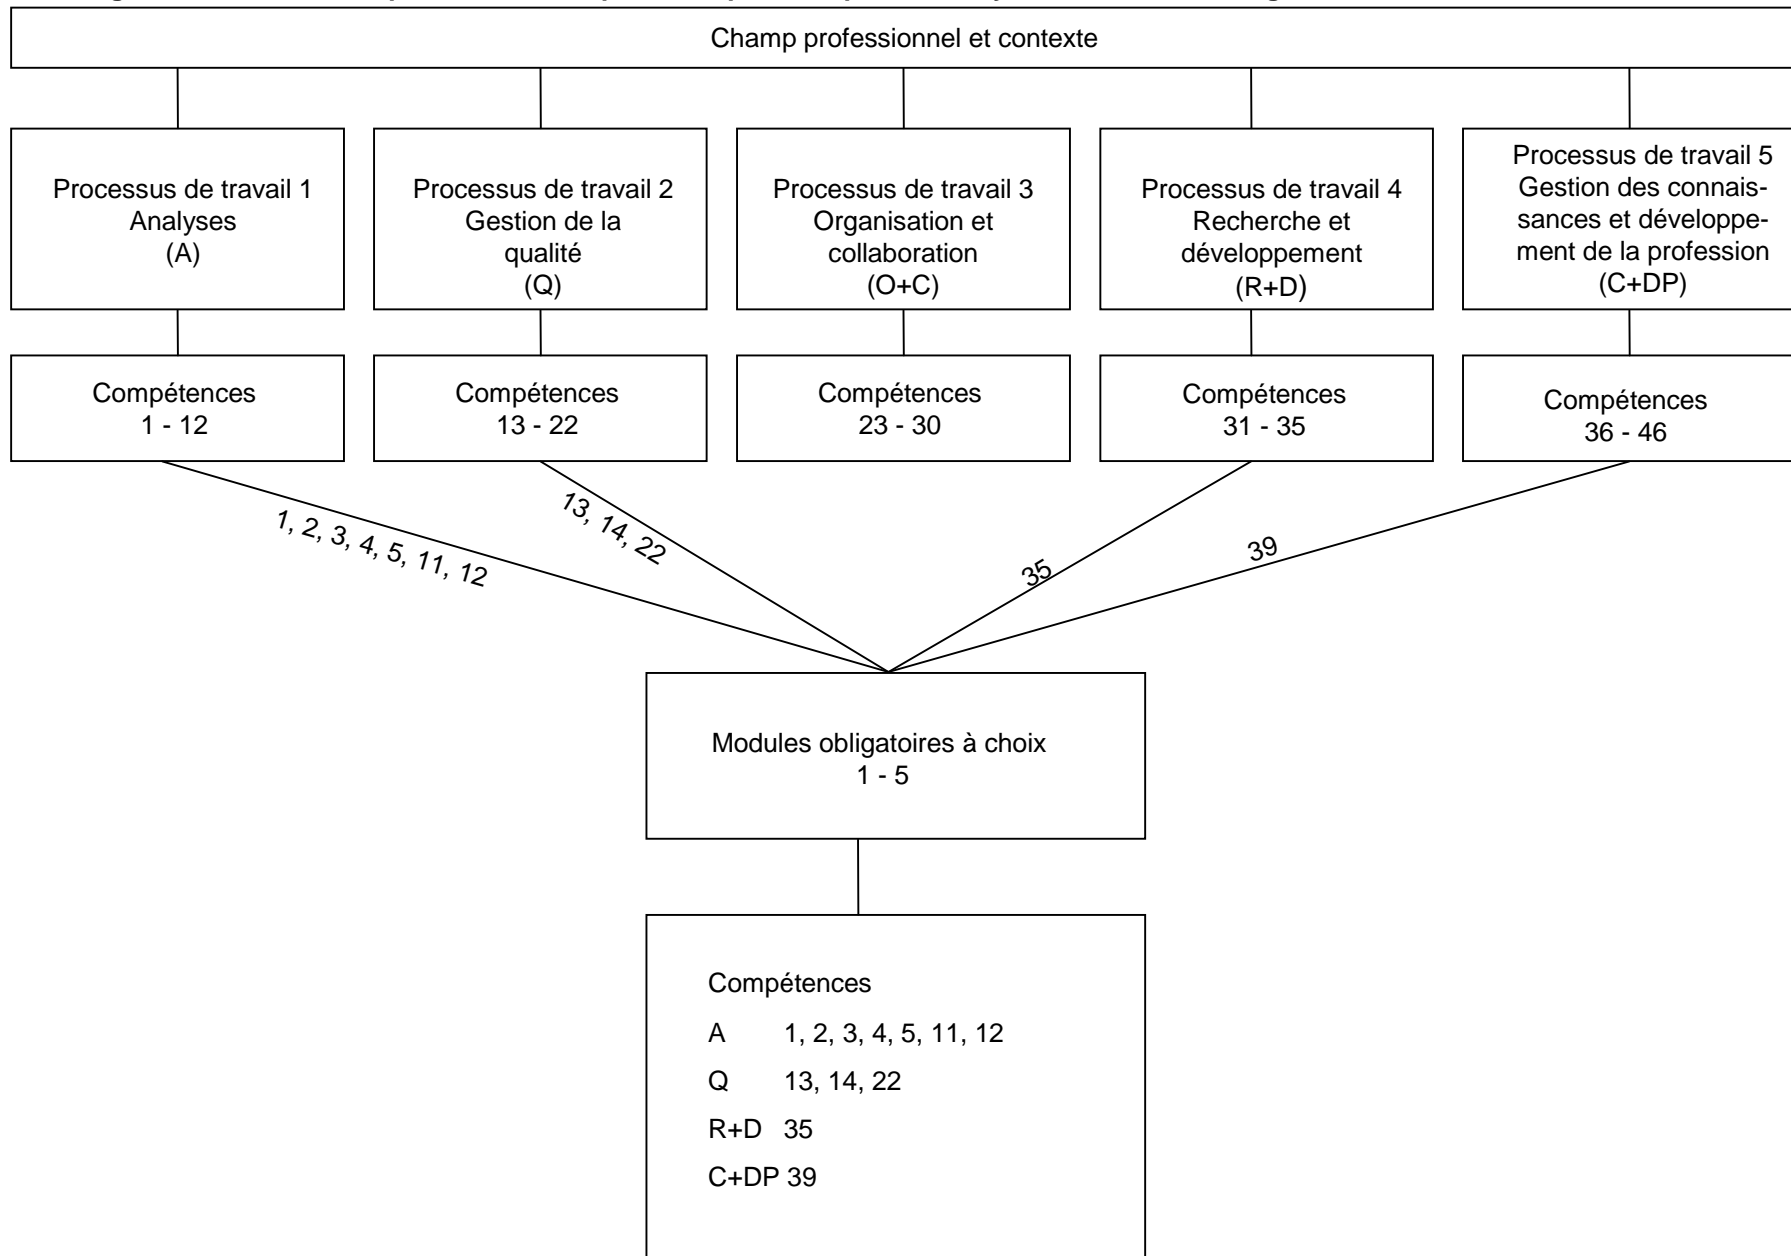 Champ professionnel et contexte
Processus de travail 1
Analyses
(A)
Processus de travail 2
Gestion de la
qualité
(Q)
Processus de travail 3
Organisation et
collaboration
(O+C)
Processus de travail 4
Recherche et
développement
(R+D)
Processus de travail 5
Gestion des connais-
sances et développe-
ment de la profession
(C+DP)
Compétences
1 - 12
Compétences
13 - 22
Compétences
23 - 30
Compétences
31 - 35
Compétences
36 - 46
1, 2, 3, 4, 5, 11, 12
13, 14, 22
35
39
Modules obligatoires à choix
1 - 5
Compétences
A 1, 2, 3, 4, 5, 11, 12
Q 13, 14, 22
R+D 35
C+DP 39